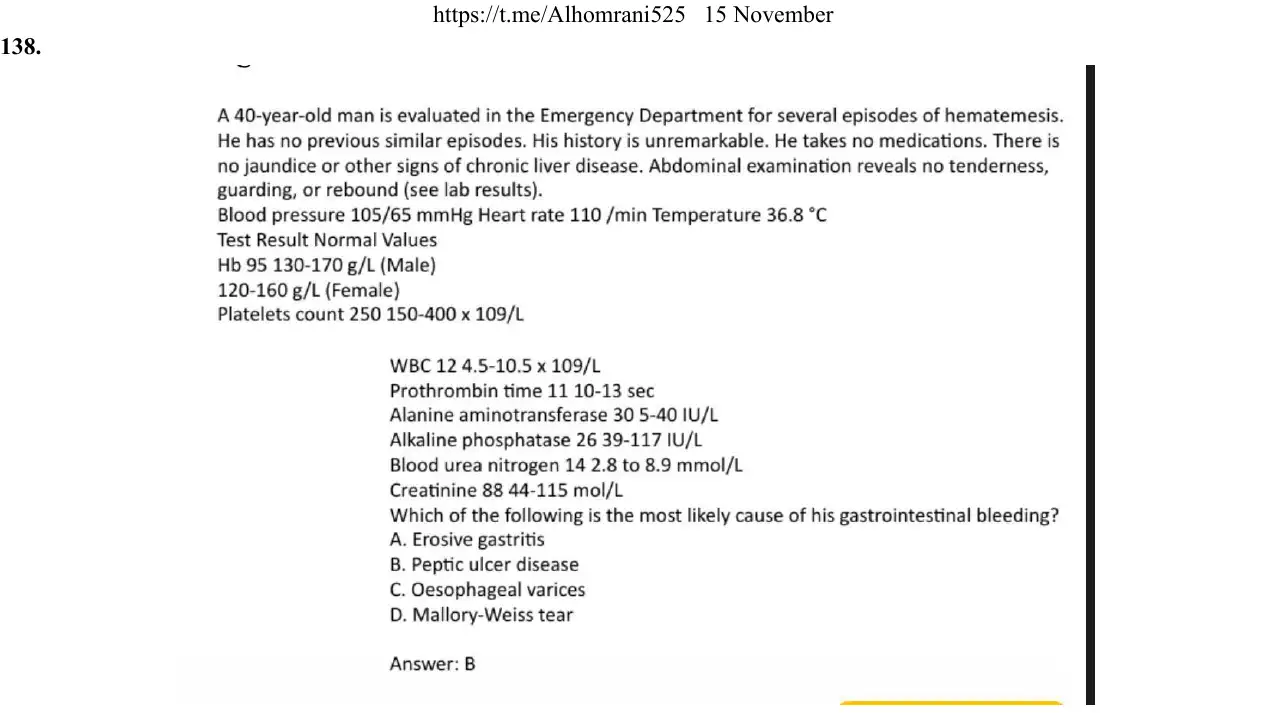 https://t.me/Alhomrani525 15 November
138.
A 40-year-old man is evaluated in the Emergency Department for several episodes of hematemesis.
He has no previous similar episodes. His history is unremarkable. He takes no medications. There is
no jaundice or other signs of chronic liver disease. Abdominal examination reveals no tenderness,
guarding, or rebound (see lab results).
Blood pressure 105/65 mmHg Heart rate 110 /min Temperature 36.8 °C
Test Result Normal Values
Hb 95 130-170 g/L (Male)
120-160 g/L (Female)
Platelets count 250 150-400 x 109/L
WBC 12 4.5-10.5 x 109/L
Prothrombin time 11 10-13 sec
Alanine aminotransferase 30 5-40 IU/L
Alkaline phosphatase 26 39-117 IU/L
Blood urea nitrogen 14 2.8 to 8.9 mmol/L
Creatinine 88 44-115 mol/L
Which of the following is the most likely cause of his gastrointestinal bleeding?
A. Erosive gastritis
B. Peptic ulcer disease
C. Oesophageal varices
D. Mallory-Weiss tear
Answer: B